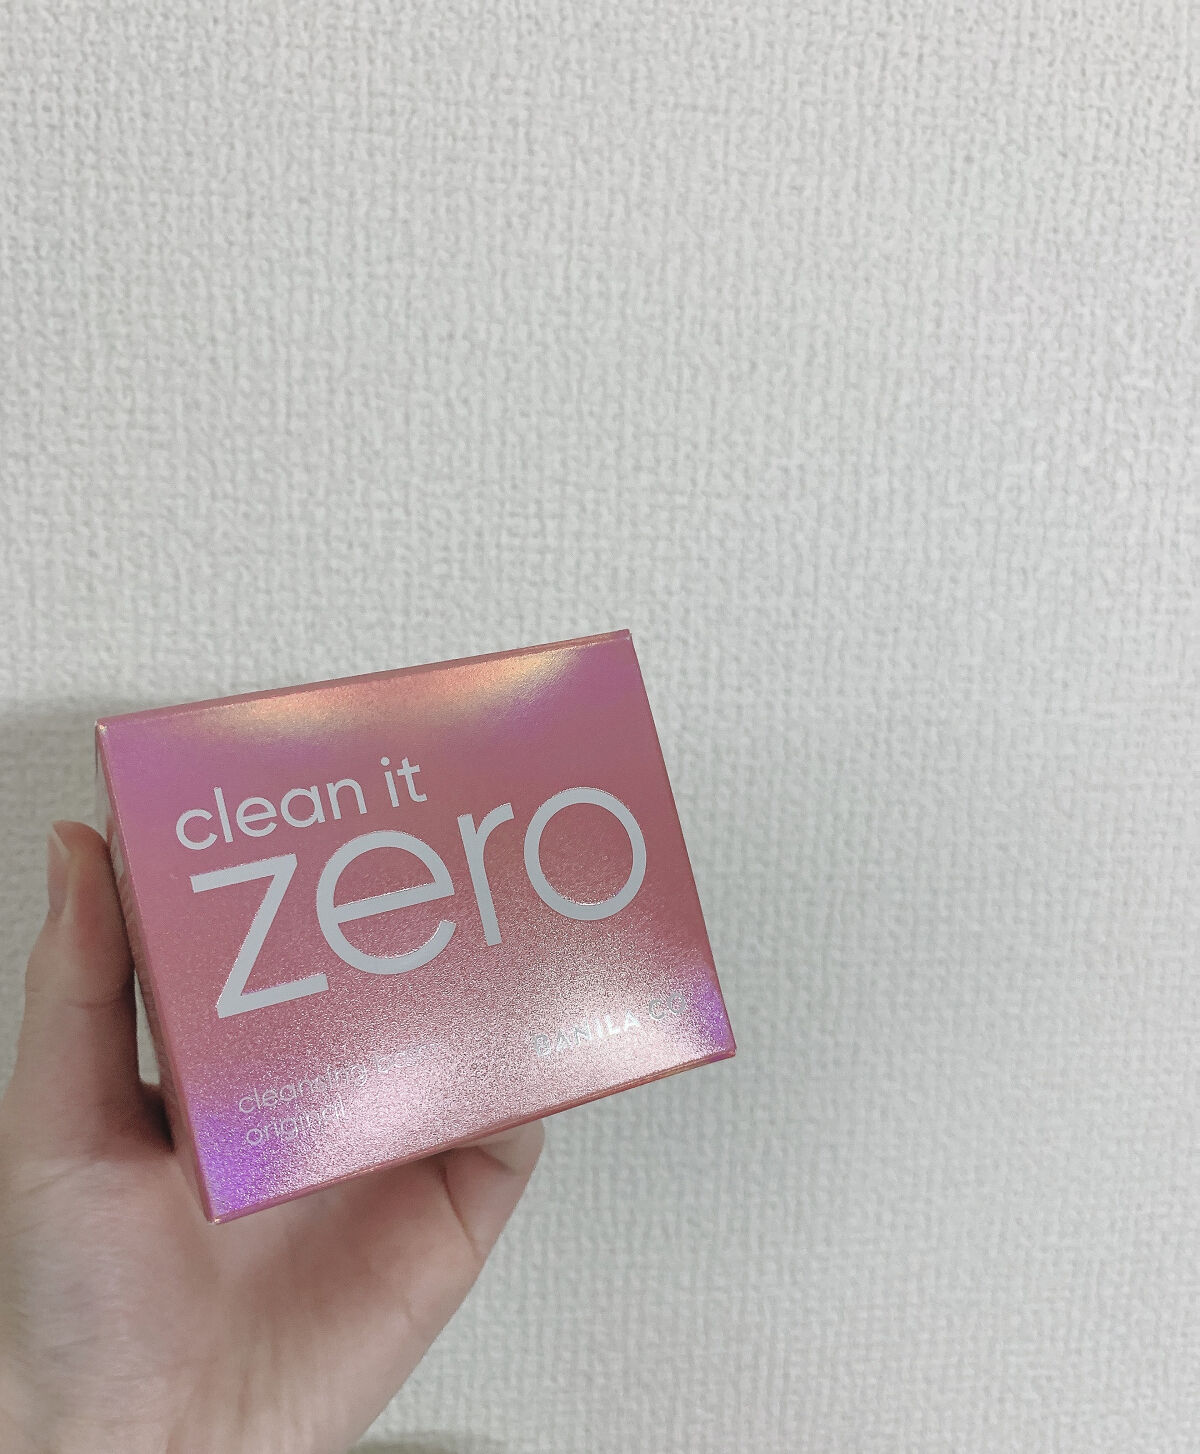 clean it
zero
BANILA CO
cleansing balm
original